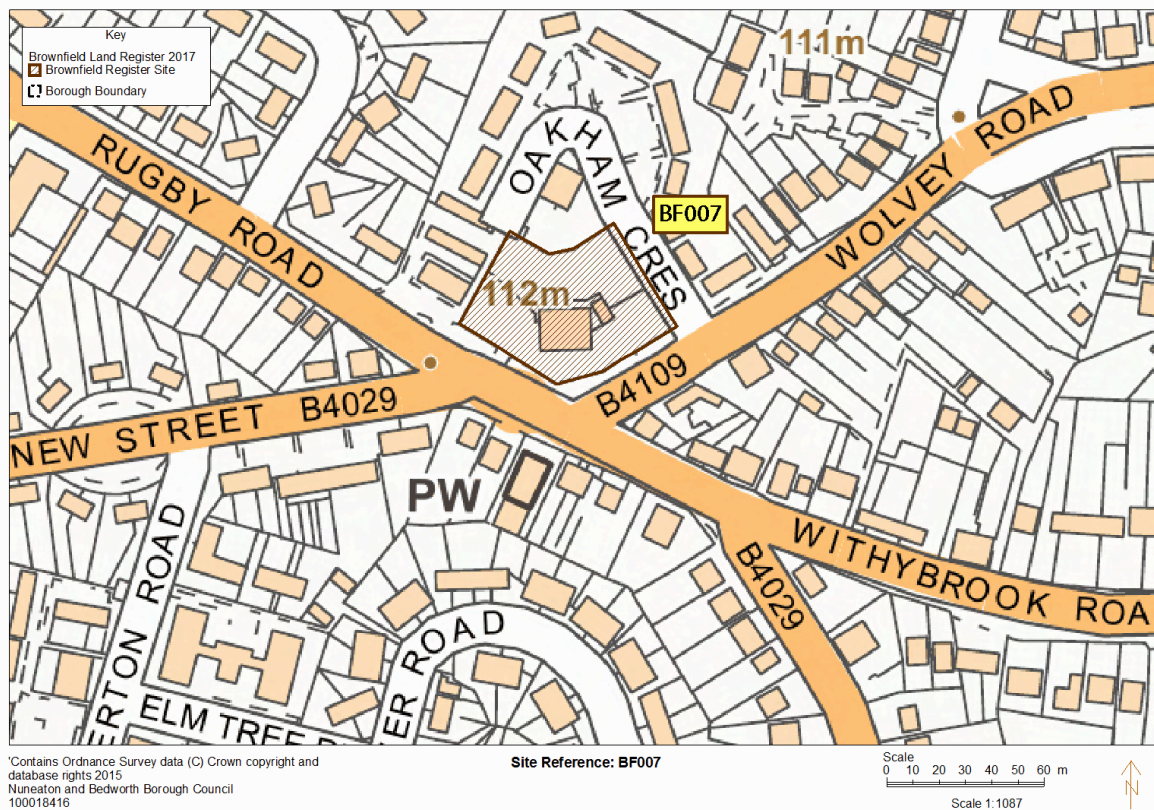 Key
Brownfield Land Register 2017
Brownfield Register Site
Borough Boundary
111m
OAKHAM CRES
BF007
RUGBY ROAD
WOLVEY ROAD
112m
B4109
NEW STREET B4029
PW
WITHYBROOK ROA
B4029
ERTON ROAD
ER ROAD
ELM TREE
'Contains Ordnance Survey data (C) Crown copyright and
database rights 2015
Nuneaton and Bedworth Borough Council
100018416
Site Reference: BF007
Scale
0 10 20 30 40 50 60 m
Scale 1:1087
N